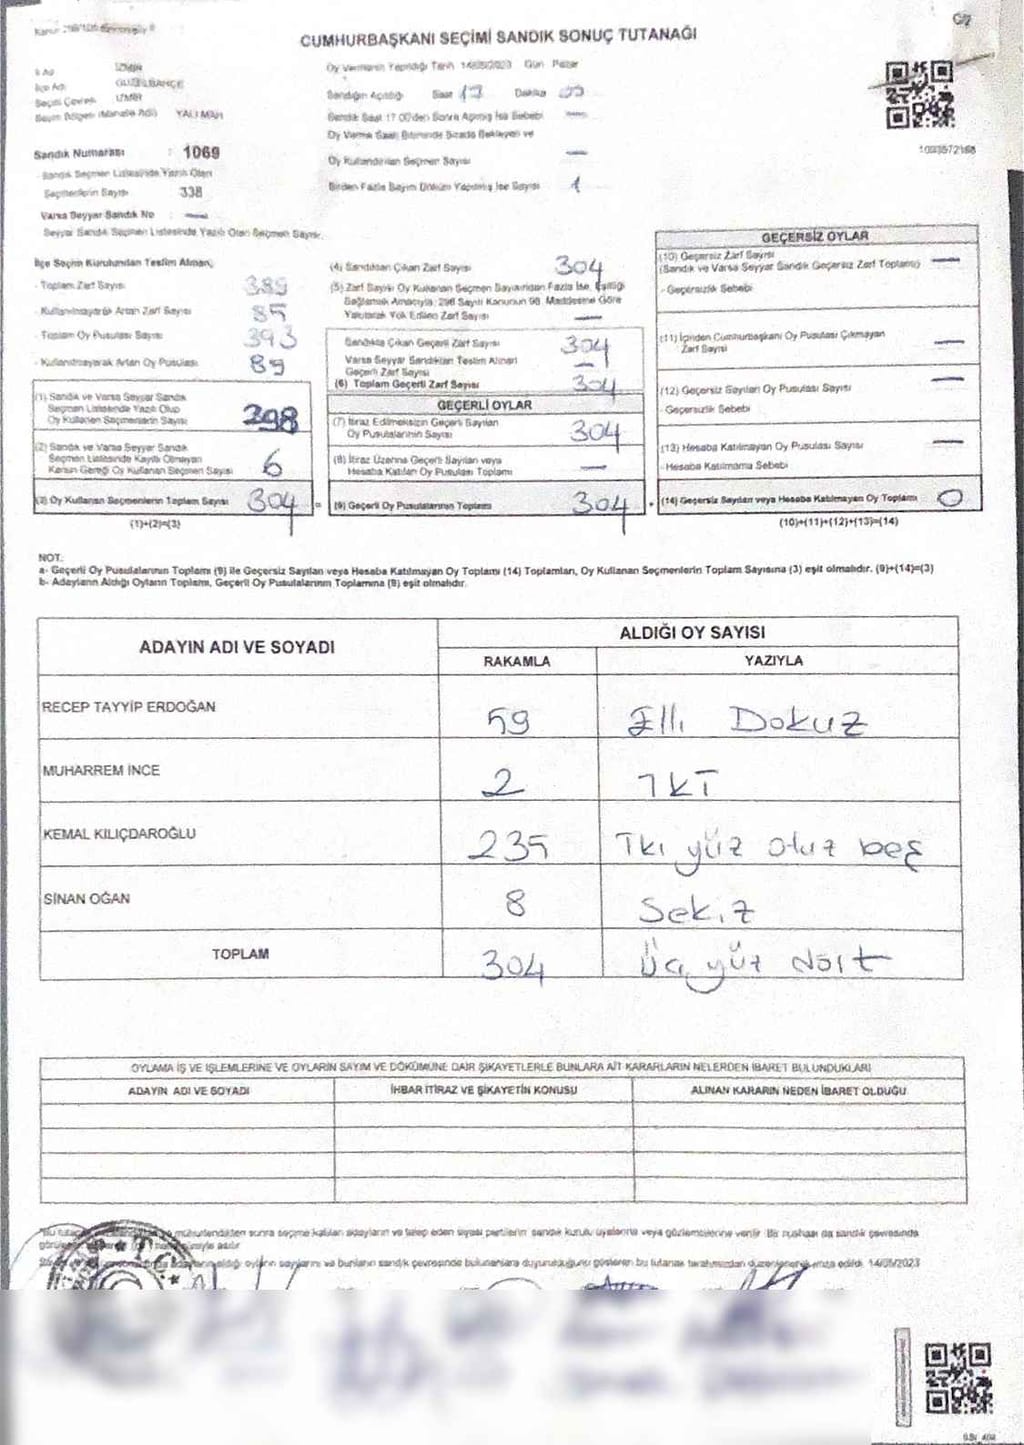 CUMHURBAŞKANI SEÇİMİ SANDIK SONUÇ TUTANAĞI
Oy Vermenin Yapıldığı Tarih 14/05/2023 Gün Pazar
İl Adı İZMİR
İlçe Adı GÜZELBAHÇE
Seçim Çevresi İZMİR
Seçim Bölgesi (Mahalle Adı) YALI MAH.
Sandığın Açıldığı Saat Dakika
Sandık Saat 17.00'den Sonra Açılmış İse Sebebi —
Oy Verme Saati Bitiminde Sırada Bekleyen ve
Oy Kullandırılan Seçmen Sayısı —
Birden Fazla Sayım Döküm Yapılmış İse Sayısı 1
Sandık Numarası : 1069
- Sandık Seçmen Listesinde Yazılı Olan
Seçmenlerin Sayısı 338
Varsa Seyyar Sandık No : —
Seyyar Sandık Seçmen Listesinde Yazılı Olan Seçmen Sayısı:
İlçe Seçim Kurulundan Teslim Alınan;
- Toplam Zarf Sayısı 389
- Kullanılmayarak Artan Zarf Sayısı 85
- Toplam Oy Pusulası Sayısı 393
- Kullanılmayarak Artan Oy Pusulası 89
(1) Sandık ve Varsa Seyyar Sandık
Seçmen Listesinde Yazılı Olup
Oy Kullanan Seçmenlerin Sayısı 298
(2) Sandık ve Varsa Seyyar Sandık
Seçmen Listesinde Kayıtlı Olmayan
Kanun Gereği Oy Kullanan Seçmen Sayısı 6
(3) Oy Kullanan Seçmenlerin Toplam Sayısı 304
(1)+(2)=(3)
(4) Sandıktan Çıkan Zarf Sayısı 304
(5) Zarf Sayısı Oy Kullanan Seçmen Sayısından Fazla İse, Eşitliği
Sağlamak Amacıyla; 298 Sayılı Kanunun 98. Maddesine Göre
Yakılarak Yok Edilen Zarf Sayısı —
Sandıkta Çıkan Geçerli Zarf Sayısı 304
Varsa Seyyar Sandıktan Teslim Alınan
Geçerli Zarf Sayısı —
(6) Toplam Geçerli Zarf Sayısı 304
GEÇERLİ OYLAR
(7) İtiraz Edilmeksizin Geçerli Sayılan
Oy Pusulalarının Sayısı 304
(8) İtiraz Üzerine Geçerli Sayılan veya
Hesaba Katılan Oy Pusulası Toplamı —
= (9) Geçerli Oy Pusulalarının Toplamı 304
1003572168
GEÇERSİZ OYLAR
(10) Geçersiz Zarf Sayısı —
(Sandık ve Varsa Seyyar Sandık Geçersiz Zarf Toplamı)
- Geçersizlik Sebebi
(11) İçinden Cumhurbaşkanı Oy Pusulası Çıkmayan
Zarf Sayısı —
(12) Geçersiz Sayılan Oy Pusulası Sayısı —
- Geçersizlik Sebebi
(13) Hesaba Katılmayan Oy Pusulası Sayısı —
- Hesaba Katılmama Sebebi
+ (14) Geçersiz Sayılan veya Hesaba Katılmayan Oy Toplamı 0
(10)+(11)+(12)+(13)=(14)
NOT:
a- Geçerli Oy Pusulalarının Toplamı (9) ile Geçersiz Sayılan veya Hesaba Katılmayan Oy Toplamı (14) Toplamları, Oy Kullanan Seçmenlerin Toplam Sayısına (3) eşit olmalıdır. (9)+(14)=(3)
b- Adayların Aldığı Oyların Toplamı, Geçerli Oy Pusulalarının Toplamına (9) eşit olmalıdır.
ADAYIN ADI VE SOYADI ALDIĞI OY SAYISI
RAKAMLA YAZIYLA
RECEP TAYYİP ERDOĞAN 59 Elli Dokuz
MUHARREM İNCE 2 İKİ
KEMAL KILIÇDAROĞLU 235 İki yüz otuz beş
SİNAN OĞAN 8 Sekiz
TOPLAM 304 Üç yüz dört
OYLAMA İŞ VE İŞLEMLERİNE VE OYLARIN SAYIM VE DÖKÜMÜNE DAİR ŞİKAYETLERLE BUNLARA AİT KARARLARIN NELERDEN İBARET BULUNDUKLARI
ADAYIN ADI VE SOYADI İHBAR İTİRAZ VE ŞİKAYETİN KONUSU ALINAN KARARIN NEDEN İBARET OLDUĞU
mühürlendikten sonra seçime katılan adayların ve talep eden siyasi partilerin sandık kurulu üyelerine veya gözlemcilerine verilir. Bir nushası da sandık çevresinde
aldığı oyların sayılarını ve bunların sandık çevresinde bulunanlara duyurulduğunu gösteren bu tutanak tarafımızdan düzenlenerek imza edildi. 14/05/2023
T.C.